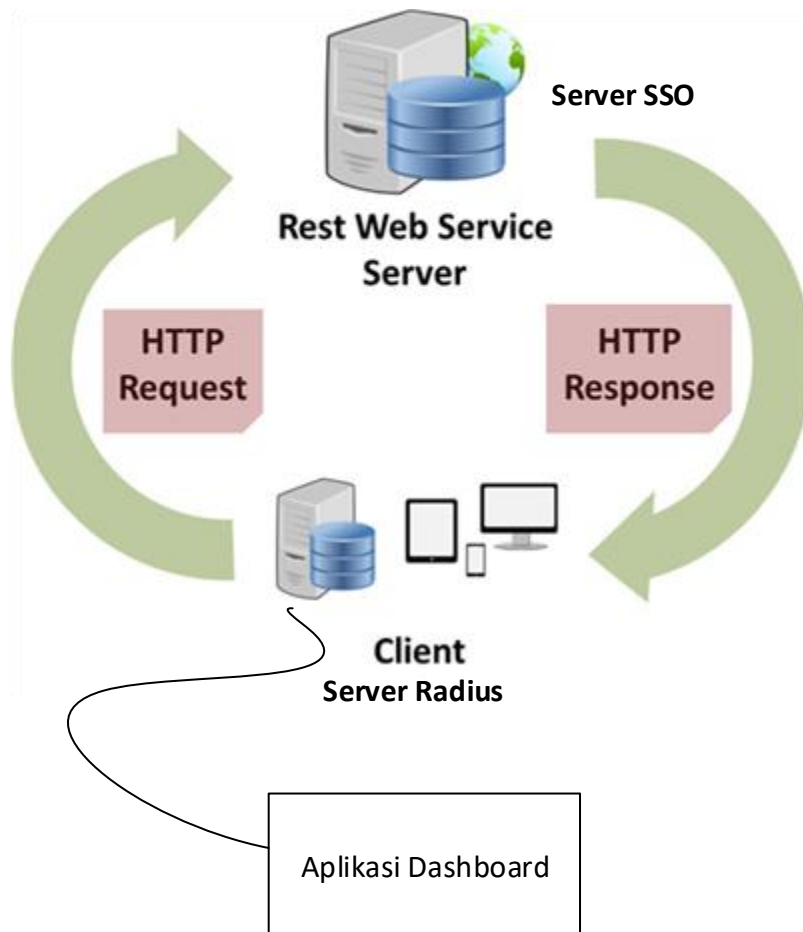 Server SSO
Rest Web Service
Server
HTTP
Request
HTTP
Response
Client
Server Radius
Aplikasi Dashboard